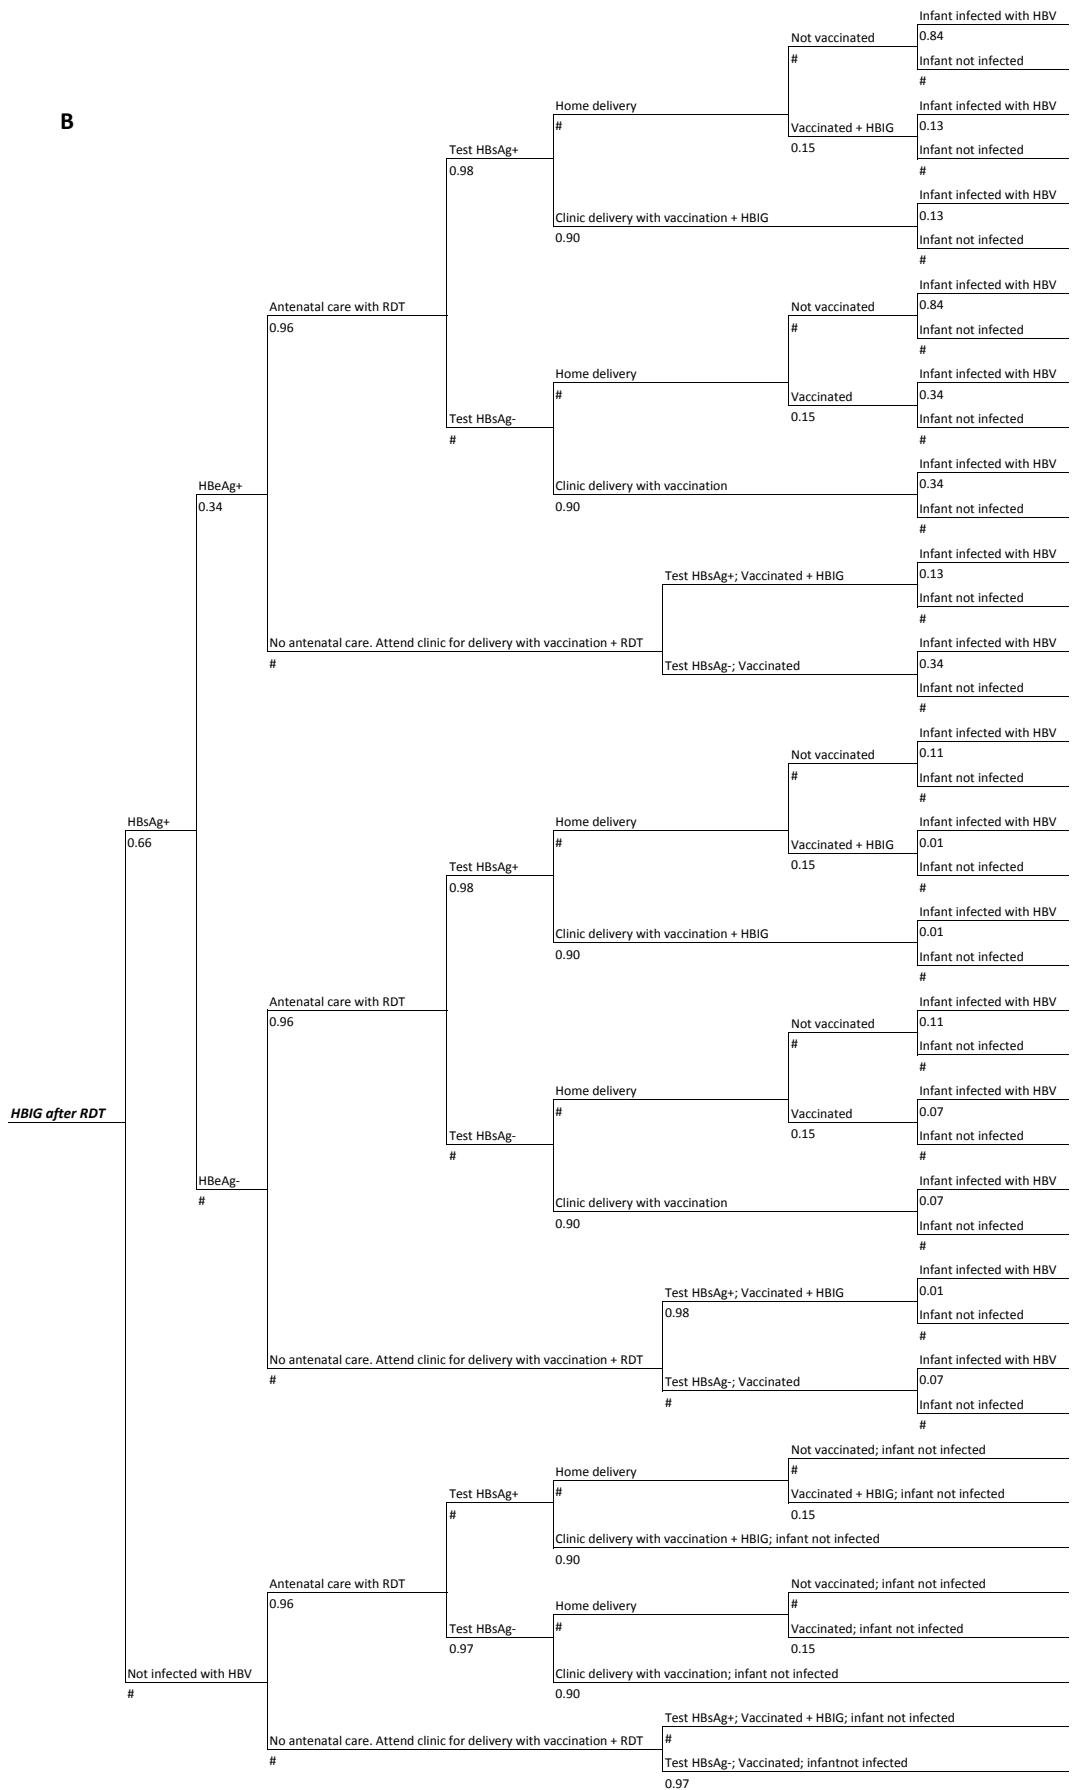 B
Infant infected with HBV
0.84
Not vaccinated
#
Infant not infected
#
Home delivery
#
Infant infected with HBV
0.13
Vaccinated + HBIG
0.15
Infant not infected
#
Test HBsAg+
0.98
Infant infected with HBV
0.13
Clinic delivery with vaccination + HBIG
0.90
Infant not infected
#
Antenatal care with RDT
0.96
Infant infected with HBV
0.84
Not vaccinated
#
Infant not infected
#
Home delivery
#
Infant infected with HBV
0.34
Vaccinated
0.15
Infant not infected
#
Test HBsAg-
#
Infant infected with HBV
0.34
Clinic delivery with vaccination
0.90
Infant not infected
#
HBeAg+
0.34
Infant infected with HBV
0.13
Test HBsAg+; Vaccinated + HBIG
Infant not infected
#
No antenatal care. Attend clinic for delivery with vaccination + RDT
#
Infant infected with HBV
0.34
Test HBsAg-; Vaccinated
Infant not infected
#
HBsAg+
0.66
Infant infected with HBV
0.11
Not vaccinated
#
Infant not infected
#
Home delivery
#
Infant infected with HBV
0.01
Vaccinated + HBIG
0.15
Infant not infected
#
Test HBsAg+
0.98
Infant infected with HBV
0.01
Clinic delivery with vaccination + HBIG
0.90
Infant not infected
#
Antenatal care with RDT
0.96
Infant infected with HBV
0.11
Not vaccinated
#
Infant not infected
#
Home delivery
#
Infant infected with HBV
0.07
Vaccinated
0.15
Infant not infected
#
HBIG after RDT
Test HBsAg-
#
Infant infected with HBV
0.07
Clinic delivery with vaccination
0.90
Infant not infected
#
HBeAg-
#
Infant infected with HBV
0.01
Test HBsAg+; Vaccinated + HBIG
0.98
Infant not infected
#
No antenatal care. Attend clinic for delivery with vaccination + RDT
#
Infant infected with HBV
0.07
Test HBsAg-; Vaccinated
#
Infant not infected
#
Not vaccinated; infant not infected
#
Home delivery
#
Vaccinated + HBIG; infant not infected
0.15
Test HBsAg+
#
Clinic delivery with vaccination + HBIG; infant not infected
0.90
Antenatal care with RDT
0.96
Not vaccinated; infant not infected
#
Home delivery
#
Vaccinated; infant not infected
0.15
Test HBsAg-
0.97
Clinic delivery with vaccination; infant not infected
0.90
Not infected with HBV
#
Test HBsAg+; Vaccinated + HBIG; infant not infected
#
No antenatal care. Attend clinic for delivery with vaccination + RDT
#
Test HBsAg-; Vaccinated; infantnot infected
0.97